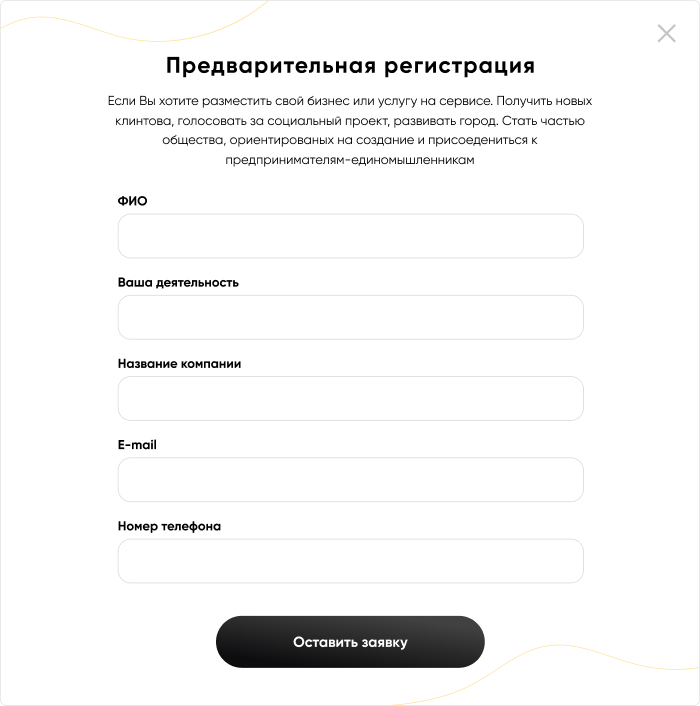 Предварительная регистрация
Если Вы хотите разместить свой бизнес или услугу на сервисе. Получить новых
клинтова, голосовать за социальный проект, развивать город. Стать частью
общества, ориентированых на создание и присоедениться к
предпринимателям-единомышленникам
ФИО
Ваша деятельность
Название компании
E-mail
Номер телефона
Оставить заявку